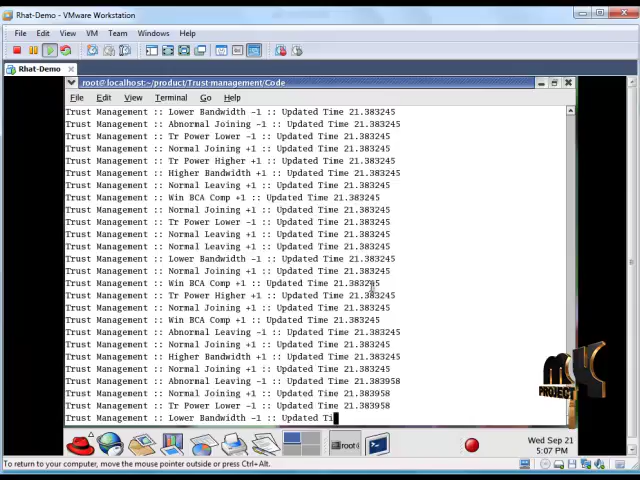 Rhat-Demo - VMware Workstation
File Edit View VM Team Windows Help
Rhat-Demo
root@localhost:~/product/Trust-management/Code
File Edit View Terminal Go Help
Trust Management :: Lower Bandwidth -1 :: Updated Time 21.383245
Trust Management :: Abnormal Joining -1 :: Updated Time 21.383245
Trust Management :: Tr Power Lower -1 :: Updated Time 21.383245
Trust Management :: Normal Joining +1 :: Updated Time 21.383245
Trust Management :: Tr Power Higher +1 :: Updated Time 21.383245
Trust Management :: Higher Bandwidth +1 :: Updated Time 21.383245
Trust Management :: Normal Leaving +1 :: Updated Time 21.383245
Trust Management :: Win BCA Comp +1 :: Updated Time 21.383245
Trust Management :: Normal Joining +1 :: Updated Time 21.383245
Trust Management :: Tr Power Lower -1 :: Updated Time 21.383245
Trust Management :: Normal Leaving +1 :: Updated Time 21.383245
Trust Management :: Normal Leaving +1 :: Updated Time 21.383245
Trust Management :: Lower Bandwidth -1 :: Updated Time 21.383245
Trust Management :: Normal Joining +1 :: Updated Time 21.383245
Trust Management :: Win BCA Comp +1 :: Updated Time 21.383245
Trust Management :: Tr Power Higher +1 :: Updated Time 21.383245
Trust Management :: Normal Joining +1 :: Updated Time 21.383245
Trust Management :: Win BCA Comp +1 :: Updated Time 21.383245
Trust Management :: Abnormal Leaving -1 :: Updated Time 21.383245
Trust Management :: Normal Joining +1 :: Updated Time 21.383245
Trust Management :: Higher Bandwidth +1 :: Updated Time 21.383245
Trust Management :: Abnormal Leaving -1 :: Updated Time 21.383958
Trust Management :: Normal Joining +1 :: Updated Time 21.383958
Trust Management :: Tr Power Lower -1 :: Updated Time 21.383958
Trust Management :: Lower Bandwidth -1 :: Updated Ti
PROJECT
root@
Wed Sep 21
5:07 PM
To return to your computer, move the mouse pointer outside or press Ctrl+Alt.